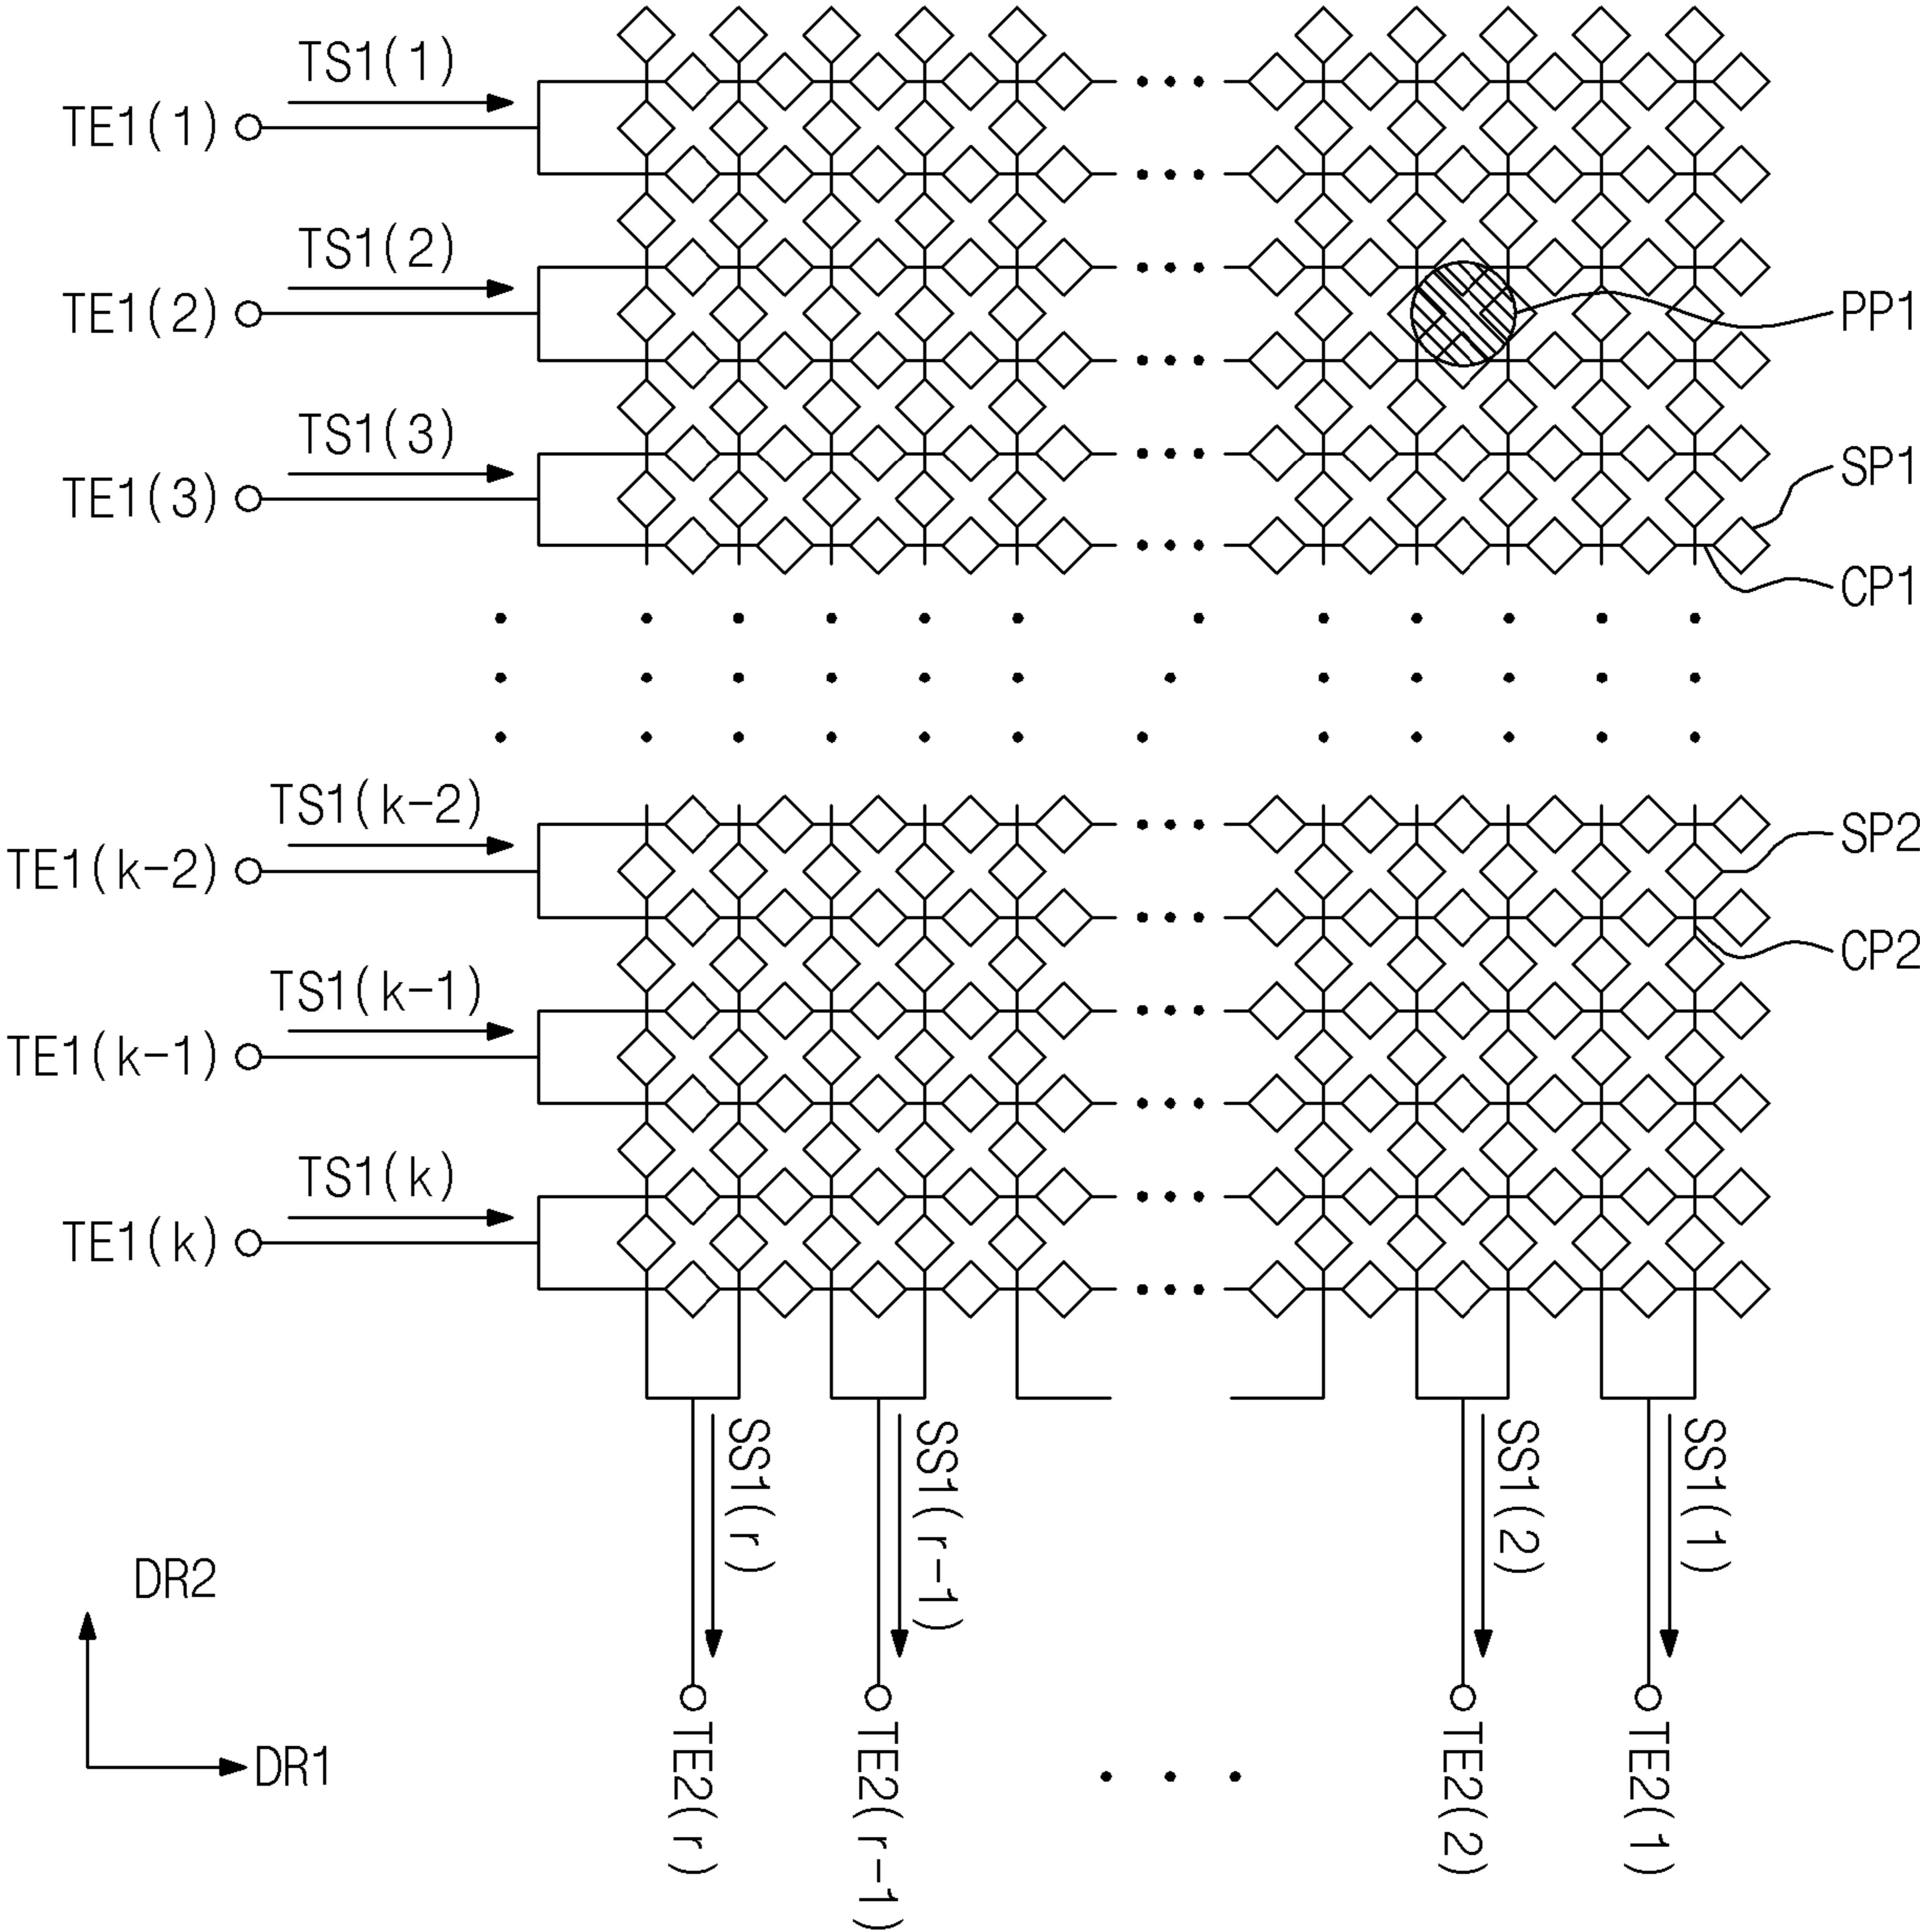 TS1(1)
TE1(1)
TS1(2)
TE1(2)
PP1
TS1(3)
SP1
TE1(3)
CP1
TS1(k-2)
SP2
TE1(k-2)
CP2
TS1(k-1)
TE1(k-1)
TS1(k)
TE1(k)
SS1(r)
SS1(r-1)
SS1(2)
SS1(1)
DR2
DR1
TE2(r)
TE2(r-1)
TE2(2)
TE2(1)